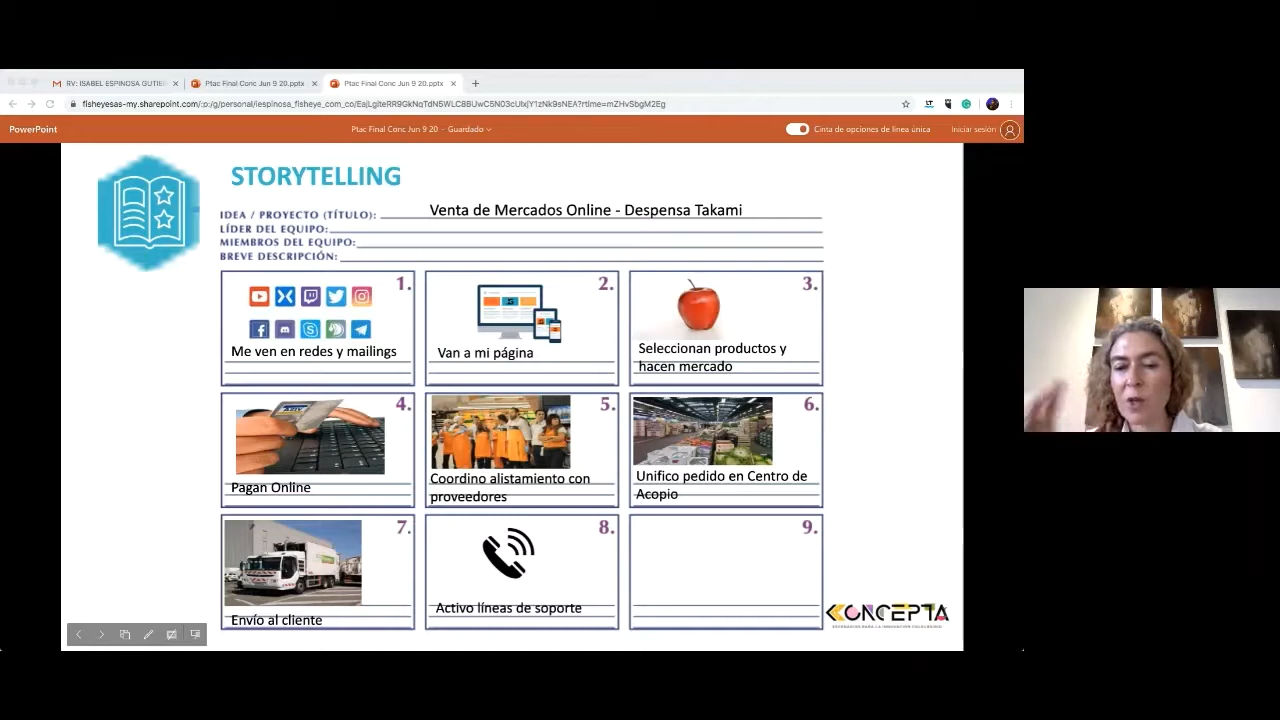 RV: ISABEL ESPINOSA GUTIE
Ptac Final Conc Jun 9 20.pptx
Ptac Final Conc Jun 9 20.pptx
PowerPoint
Ptac Final Conc Jun 9 20 - Guardado
Cinta de opciones de línea única
Iniciar sesión
STORYTELLING
IDEA / PROYECTO (TÍTULO): Venta de Mercados Online - Despensa Takami
LÍDER DEL EQUIPO:
MIEMBROS DEL EQUIPO:
BREVE DESCRIPCIÓN:
1.
Me ven en redes y mailings
2.
Van a mi página
3.
Seleccionan productos y
hacen mercado
4.
Pagan Online
5.
Coordino alistamiento con
proveedores
6.
Unifico pedido en Centro de
Acopio
7.
Envío al cliente
8.
Activo líneas de soporte
9.
CONCEPTA